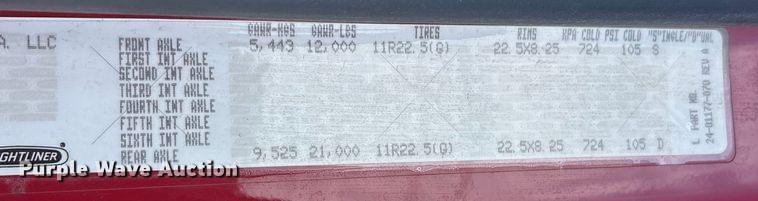 A. LLC
GAWR-KGS GAWR-LBS TIRES RIMS KPA COLD PSI COLD "S"INGLE/"D"UAL
FRONT AXLE 5,443 12,000 11R22.5(G) 22.5X8.25 724 105 S
FIRST INT AXLE
SECOND INT AXLE
THIRD INT AXLE
FOURTH INT AXLE
FIFTH INT AXLE
SIXTH INT AXLE
REAR AXLE 9,525 21,000 11R22.5(G) 22.5X8.25 724 105 D
L PART NO.
24-01177-070 REV A
GHTLINER
Purple Wave Auction